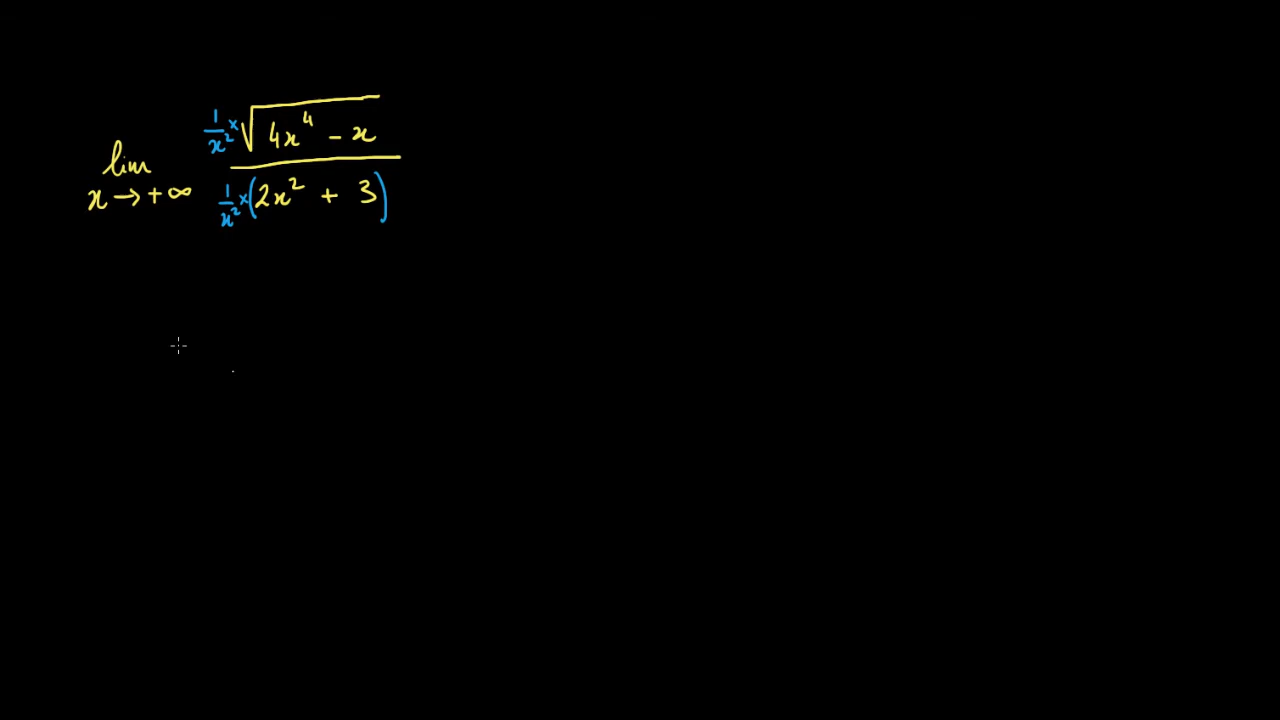 lim x→+∞ (1/x² × √(4x⁴ - x)) / (1/x² × (2x² + 3))